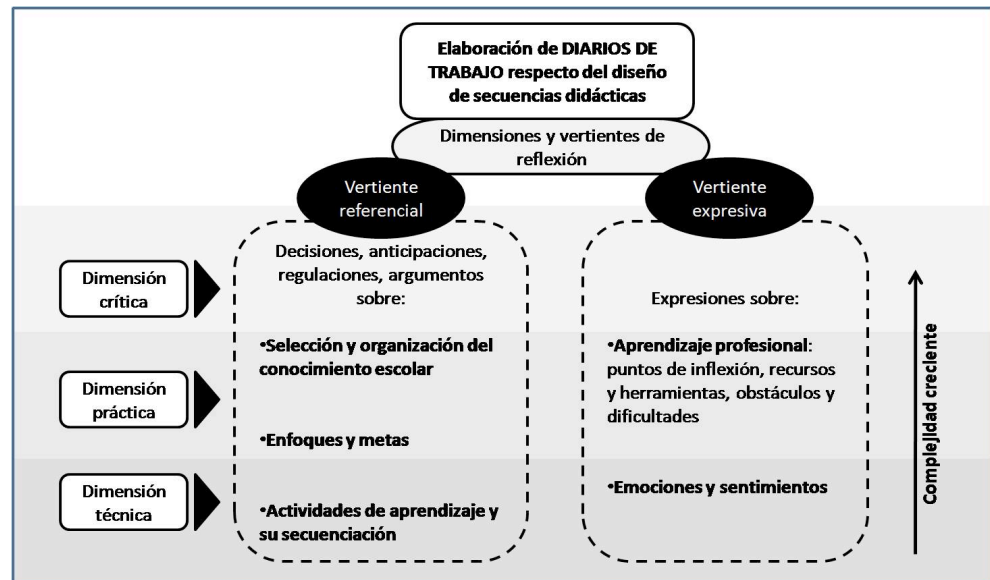 Elaboración de DIARIOS DE
TRABAJO respecto del diseño
de secuencias didácticas
Dimensiones y vertientes de
reflexión
Vertiente
referencial
Vertiente
expresiva
Dimensión
crítica
Decisiones, anticipaciones,
regulaciones, argumentos
sobre:
Expresiones sobre:
Dimensión
práctica
•Selección y organización del
conocimiento escolar
•Enfoques y metas
•Aprendizaje profesional:
puntos de inflexión, recursos
y herramientas, obstáculos y
dificultades
Dimensión
técnica
•Actividades de aprendizaje y
su secuenciación
•Emociones y sentimientos
Complejidad creciente